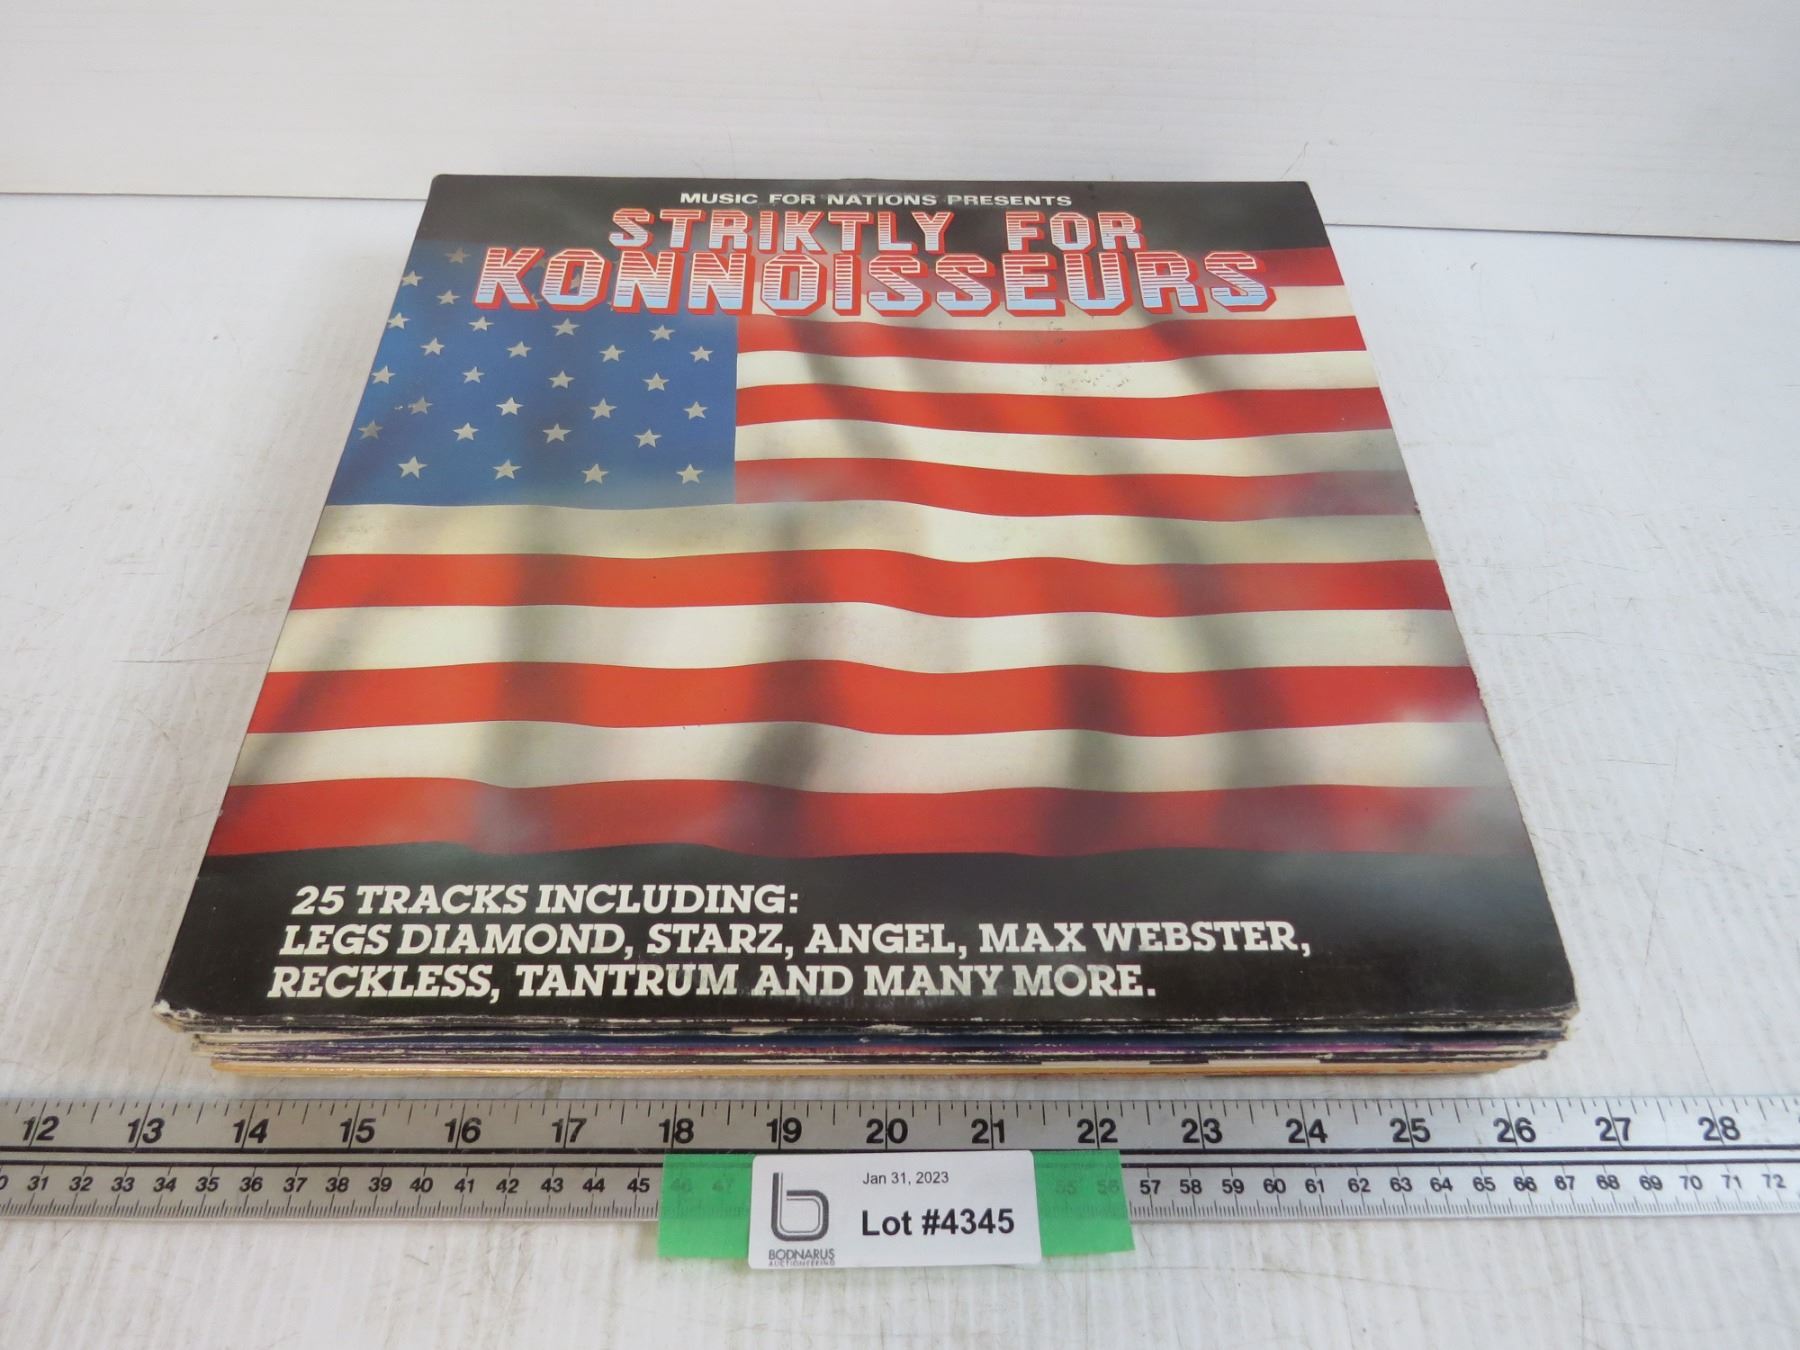 MUSIC FOR NATIONS PRESENTS
STRIKTLY FOR
KONNOISSEURS
25 TRACKS INCLUDING:
LEGS DIAMOND, STARZ, ANGEL, MAX WEBSTER,
RECKLESS, TANTRUM AND MANY MORE.
12 13 14 15 16 17 18 19 20 21 22 23 24 25 26 27 28
31 32 33 34 35 36 37 38 39 40 41 42 43 44 45 46 47 55 56 57 58 59 60 61 62 63 64 65 66 67 68 69 70 71 72
Jan 31, 2023
Lot #4345
BODNARUS
AUCTIONEERING